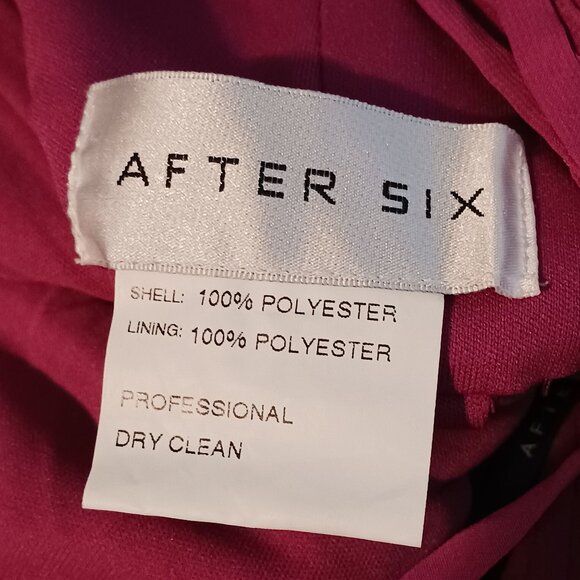 AFTER SIX
SHELL: 100% POLYESTER
LINING: 100% POLYESTER
PROFESSIONAL
DRY CLEAN